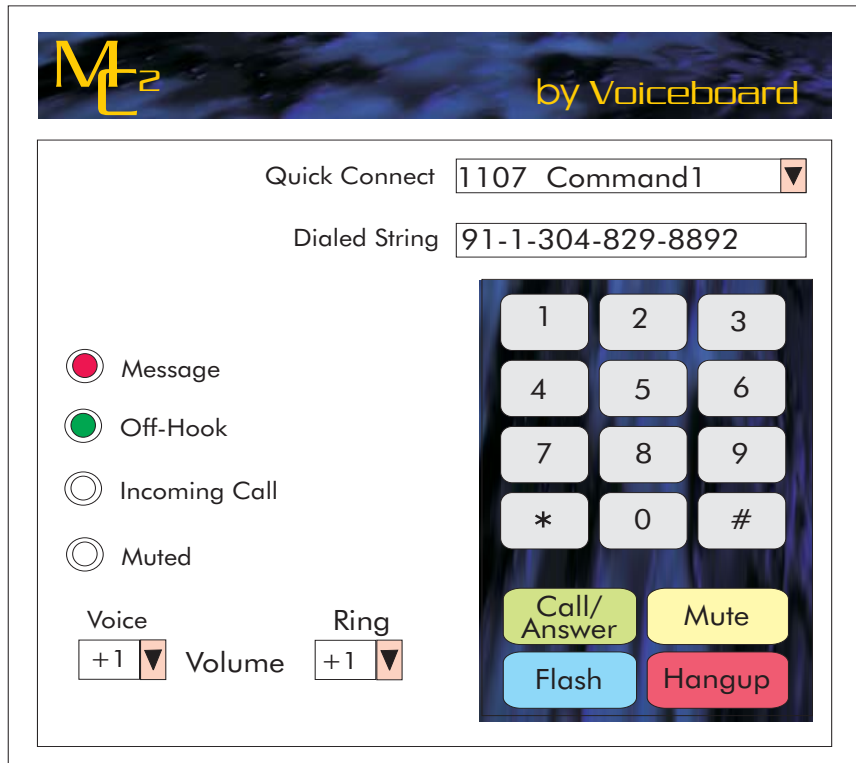 MC2
by Voiceboard
Quick Connect 1107 Command1
Dialed String 91-1-304-829-8892
1 2 3
Message
4 5 6
Off-Hook
7 8 9
Incoming Call
* 0 #
Muted
Voice Ring
+1 Volume +1
Call/
Answer
Mute
Flash Hangup